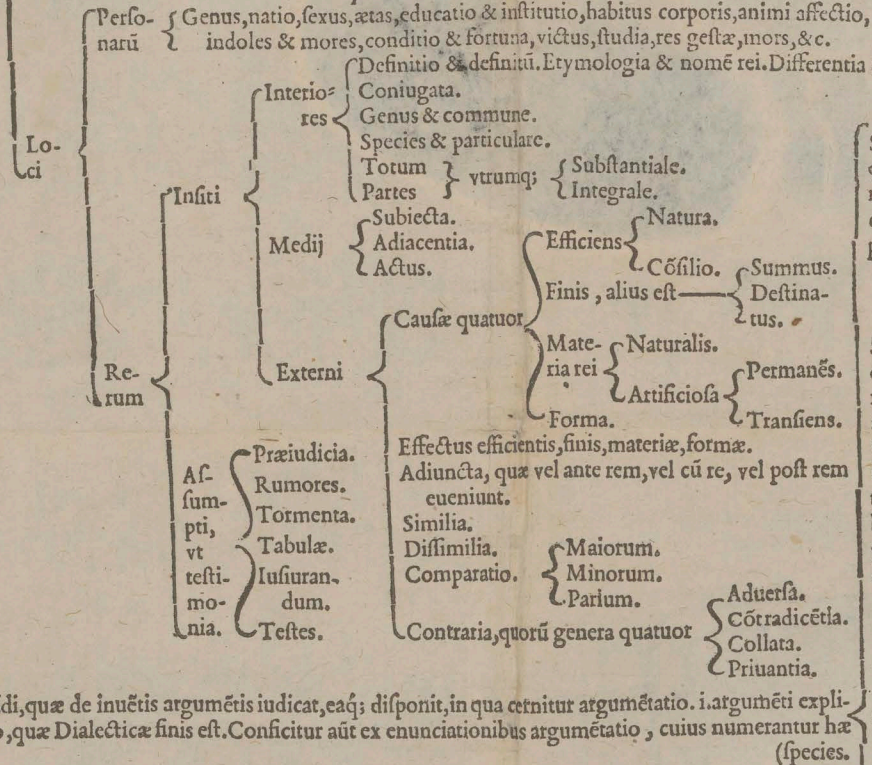 Perſo- Genus,natio,ſexus,ætas,educatio & inſtitutio,habitus corporis,animi affectio,
narũ indoles & mores,conditio & fortuna,victus,ſtudia,res geſtæ,mors,&c.
Definitio & definitũ.Etymologia & nomẽ rei.Differentia
Interio= Coniugata.
res Genus & commune.
Species & particulare.
Lo-
ci
Totum
Partes vtrumq; Subſtantiale.
Integrale.
Inſiti
Subiecta.
Medij Adiacentia.
Actus.
Efficiens Natura.
Cõſilio.
Finis , alius eſt Summus.
Deſtina-
tus.
Cauſæ quatuor
Mate- Naturalis.
ria rei Artificioſa Permanẽs.
Tranſiens.
Forma.
Re-
rum
Externi
Effectus efficientis,finis,materiæ,formæ.
Adiuncta, quæ vel ante rem,vel cũ re, vel poſt rem
eueniunt.
Similia.
Diſſimilia.
Comparatio. Maiorum.
Minorum.
Parium.
Contraria,quorũ genera quatuor Aduerſa.
Cõtradicẽtia.
Collata.
Priuantia.
Aſ-
ſum-
pti,
vt
teſti-
mo-
nia.
Præiudicia.
Rumores.
Tormenta.
Tabulæ.
Iuſiuran-
dum.
Teſtes.
di,quæ de inuẽtis argumẽtis iudicat,eaq́; diſponit,in qua cernitur argumẽtatio. i.argumẽti expli-
,quæ Dialecticæ finis eſt.Conficitur aũt ex enunciationibus argumẽtatio , cuius numerantur hæ
(ſpecies.